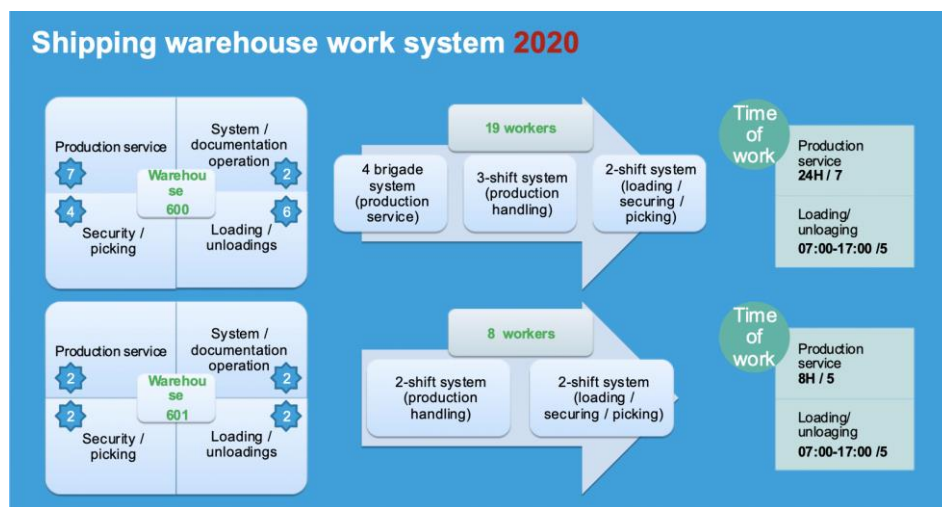 Shipping warehouse work system 2020
Production service
7
System /
documentation
operation
2
Warehou
se
600
4
Security /
picking
6
Loading /
unloadings
19 workers
4 brigade
system
(production
service)
3-shift system
(production
handling)
2-shift system
(loading /
securing /
picking)
Time
of
work
Production
service
24H / 7
Loading/
unloaging
07:00-17:00 /5
Production service
2
System /
documentation
operation
2
Warehou
se
601
2
Security /
picking
2
Loading /
unloadings
8 workers
2-shift system
(production
handling)
2-shift system
(loading /
securing / picking)
Time
of
work
Production
service
8H / 5
Loading/
unloaging
07:00-17:00 /5